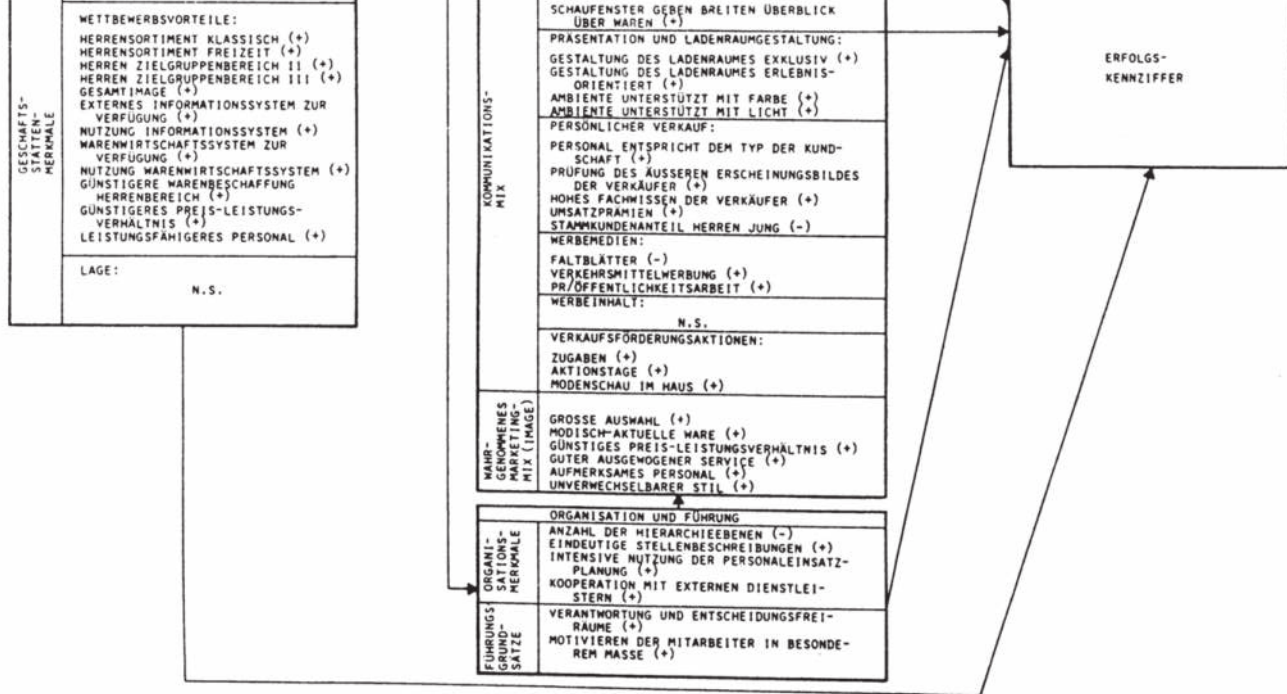 GESCHÄFTS-
STÄTTEN-
MERKMALE
WETTBEWERBSVORTEILE:
HERRENSORTIMENT KLASSISCH (+)
HERRENSORTIMENT FREIZEIT (+)
HERREN ZIELGRUPPENBEREICH II (+)
HERREN ZIELGRUPPENBEREICH III (+)
GESAMTIMAGE (+)
EXTERNES INFORMATIONSSYSTEM ZUR
VERFÜGUNG (+)
NUTZUNG INFORMATIONSSYSTEM (+)
WARENWIRTSCHAFTSSYSTEM ZUR
VERFÜGUNG (+)
NUTZUNG WARENWIRTSCHAFTSSYSTEM (+)
GÜNSTIGERE WARENBESCHAFFUNG
HERRENBEREICH (+)
GÜNSTIGERES PREIS-LEISTUNGS-
VERHÄLTNIS (+)
LEISTUNGSFÄHIGERES PERSONAL (+)
LAGE:
N.S.
KOMMUNIKATIONS-
MIX
SCHAUFENSTER GEBEN BREITEN ÜBERBLICK
ÜBER WAREN (+)
PRÄSENTATION UND LADENRAUMGESTALTUNG:
GESTALTUNG DES LADENRAUMES EXKLUSIV (+)
GESTALTUNG DES LADENRAUMES ERLEBNIS-
ORIENTIERT (+)
AMBIENTE UNTERSTÜTZT MIT FARBE (+)
AMBIENTE UNTERSTÜTZT MIT LICHT (+)
PERSÖNLICHER VERKAUF:
PERSONAL ENTSPRICHT DEM TYP DER KUND-
SCHAFT (+)
PRÜFUNG DES ÄUSSEREN ERSCHEINUNGSBILDES
DER VERKÄUFER (+)
HOHES FACHWISSEN DER VERKÄUFER (+)
UMSATZPRÄMIEN (+)
STAMMKUNDENANTEIL HERREN JUNG (-)
WERBEMEDIEN:
FALTBLÄTTER (-)
VERKEHRSMITTELWERBUNG (+)
PR/ÖFFENTLICHKEITSARBEIT (+)
WERBEINHALT:
N.S.
VERKAUFSFÖRDERUNGSAKTIONEN:
ZUGABEN (+)
AKTIONSTAGE (+)
MODENSCHAU IM HAUS (+)
WAHR-
GENOMMENES
MARKETING-
MIX (IMAGE)
GROSSE AUSWAHL (+)
MODISCH-AKTUELLE WARE (+)
GÜNSTIGES PREIS-LEISTUNGSVERHÄLTNIS (+)
GUTER AUSGEWOGENER SERVICE (+)
AUFMERKSAMES PERSONAL (+)
UNVERWECHSELBARER STIL (+)
ORGANISATION UND FÜHRUNG
ORGANI-
SATIONS-
MERKMALE
ANZAHL DER HIERARCHIEEBENEN (-)
EINDEUTIGE STELLENBESCHREIBUNGEN (+)
INTENSIVE NUTZUNG DER PERSONALEINSATZ-
PLANUNG (+)
KOOPERATION MIT EXTERNEN DIENSTLEI-
STERN (+)
FÜHRUNGS-
GRUND-
SÄTZE
VERANTWORTUNG UND ENTSCHEIDUNGSFREI-
RÄUME (+)
MOTIVIEREN DER MITARBEITER IN BESONDE-
REM MASSE (+)
ERFOLGS-
KENNZIFFER